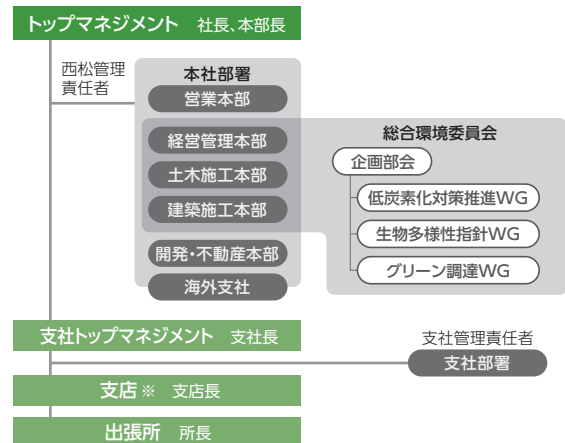 トップマネジメント 社長、本部長
西松管理
責任者
本社部署
営業本部
経営管理本部
土木施工本部
建築施工本部
開発・不動産本部
海外支社
総合環境委員会
企画部会
低炭素化対策推進WG
生物多様性指針WG
グリーン調達WG
支社トップマネジメント 支社長
支社管理責任者
支社部署
支店※ 支店長
出張所 所長